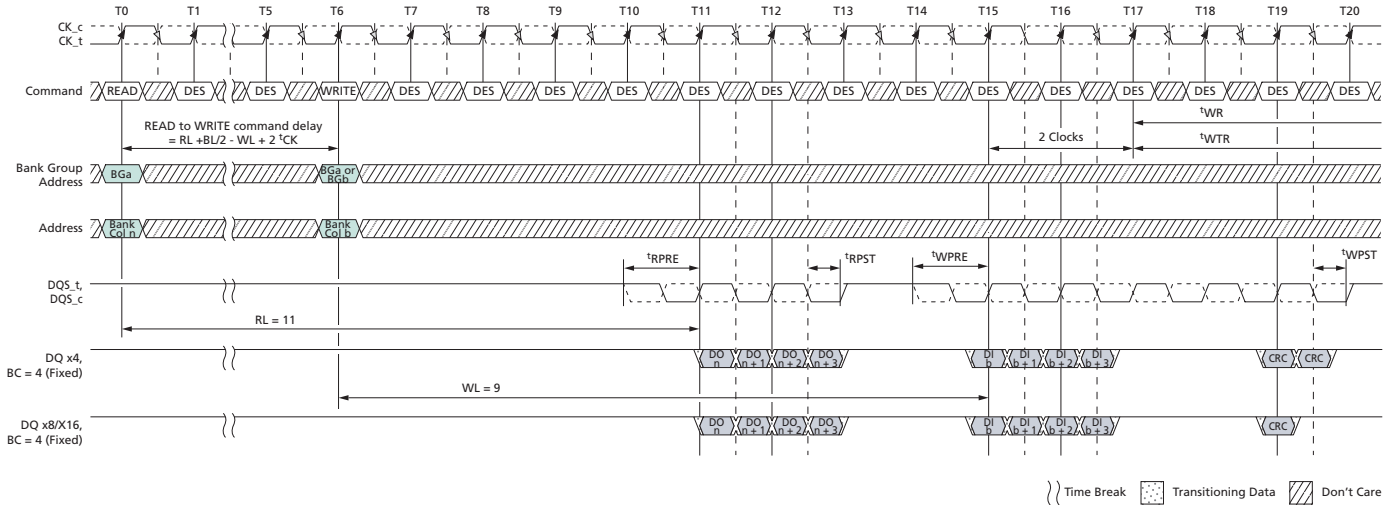 T0 T1 T5 T6 T7 T8 T9 T10 T11 T12 T13 T14 T15 T16 T17 T18 T19 T20
CK_c
CK_t
Command READ DES DES WRITE DES DES DES DES DES DES DES DES DES DES DES DES DES DES
READ to WRITE command delay
= RL +BL/2 - WL + 2 tCK
tWR
2 Clocks
tWTR
Bank Group
Address
BGa
BGa or
BGb
Address
Bank
Col n
Bank
Col b
tRPRE tRPST tWPRE tWPST
DQS_t,
DQS_c
RL = 11
DQ x4,
BC = 4 (Fixed)
DO n DO n + 1 DO n + 2 DO n + 3 DI b DI b + 1 DI b + 2 DI b + 3 CRC CRC
WL = 9
DQ x8/X16,
BC = 4 (Fixed)
DO n DO n + 1 DO n + 2 DO n + 3 DI b DI b + 1 DI b + 2 DI b + 3 CRC
Time Break Transitioning Data Don't Care